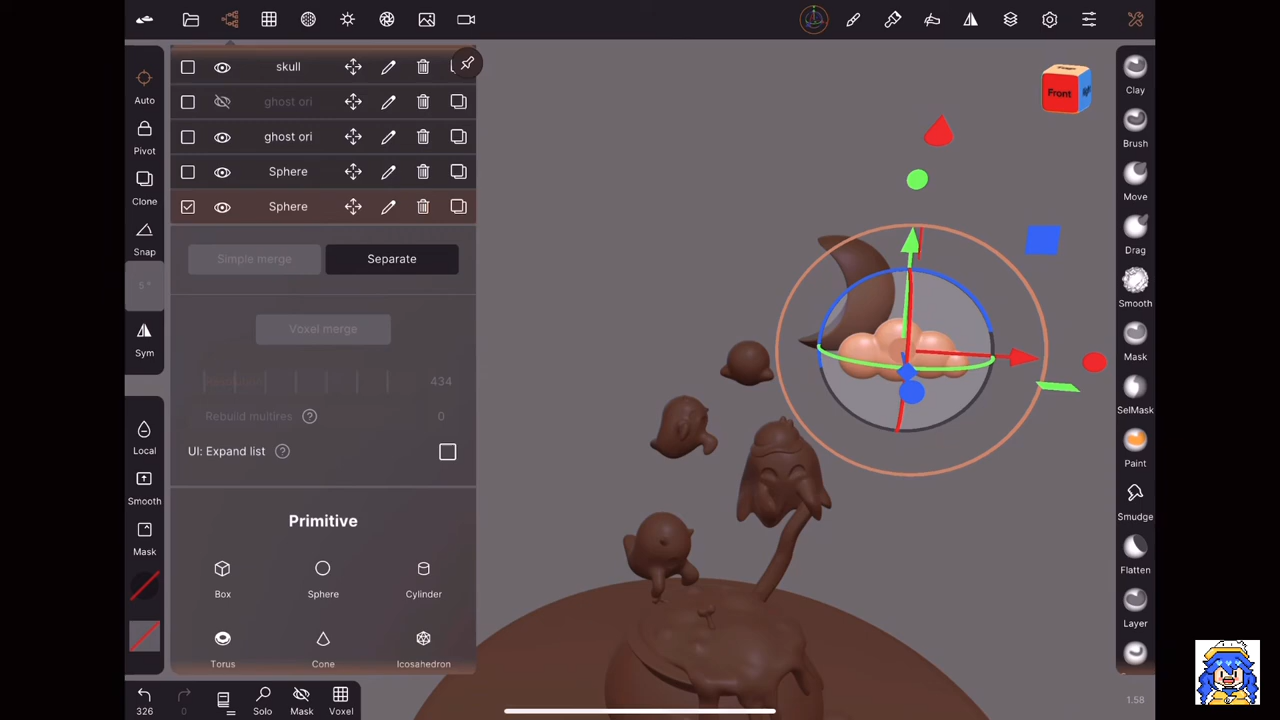 skull
ghost ori
ghost ori
Sphere
Sphere
Simple merge
Separate
Voxel merge
434
Rebuild multires ?
0
UI: Expand list ?
Primitive
Box
Sphere
Cylinder
Torus
Cone
Icosahedron
Auto
Pivot
Clone
Snap
5 °
Sym
Local
Smooth
Mask
326
0
Solo
Mask
Voxel
Front
Clay
Brush
Move
Drag
Smooth
Mask
SelMask
Paint
Smudge
Flatten
Layer
1.58